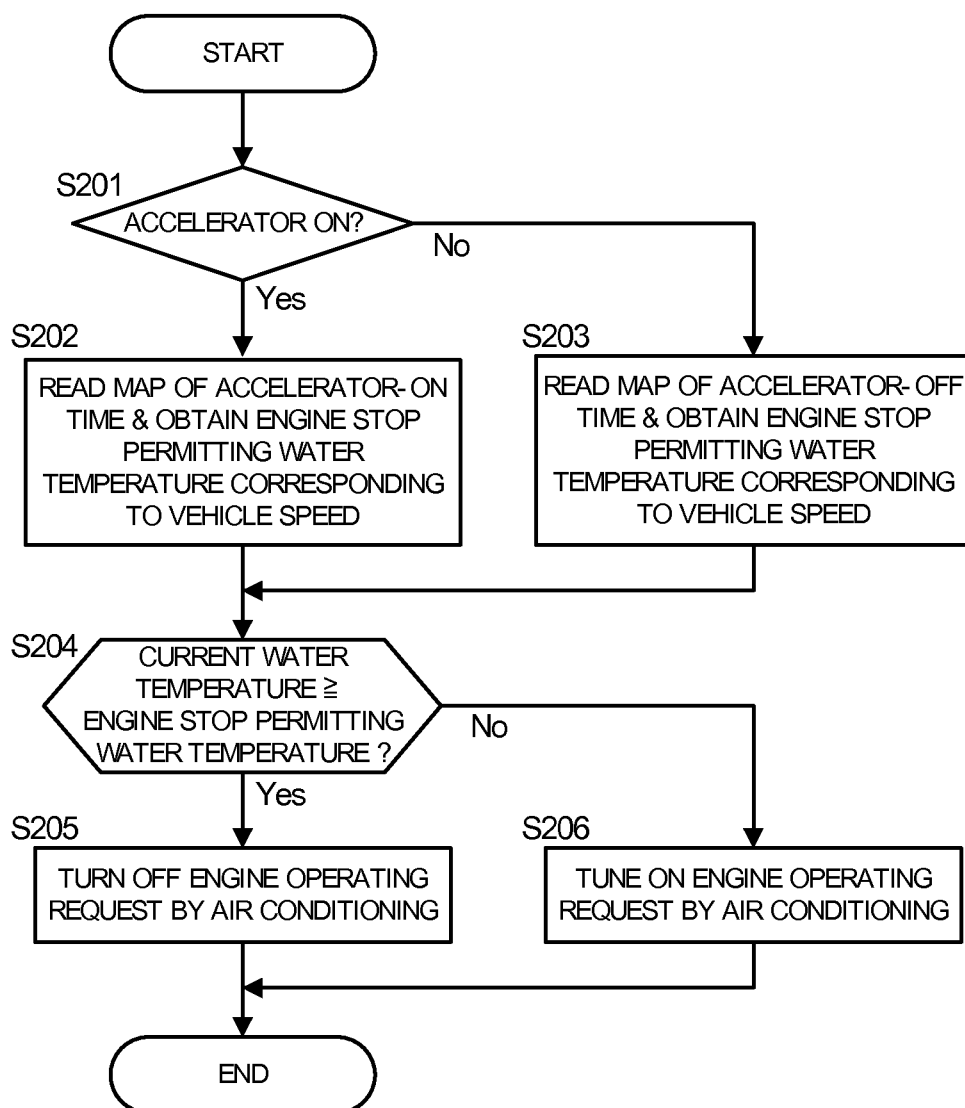 START
S201
ACCELERATOR ON?
No
Yes
S202
READ MAP OF ACCELERATOR-ON
TIME & OBTAIN ENGINE STOP
PERMITTING WATER
TEMPERATURE CORRESPONDING
TO VEHICLE SPEED
S203
READ MAP OF ACCELERATOR-OFF
TIME & OBTAIN ENGINE STOP
PERMITTING WATER
TEMPERATURE CORRESPONDING
TO VEHICLE SPEED
S204
CURRENT WATER
TEMPERATURE ≧
ENGINE STOP PERMITTING
WATER TEMPERATURE ?
No
Yes
S205
TURN OFF ENGINE OPERATING
REQUEST BY AIR CONDITIONING
S206
TUNE ON ENGINE OPERATING
REQUEST BY AIR CONDITIONING
END